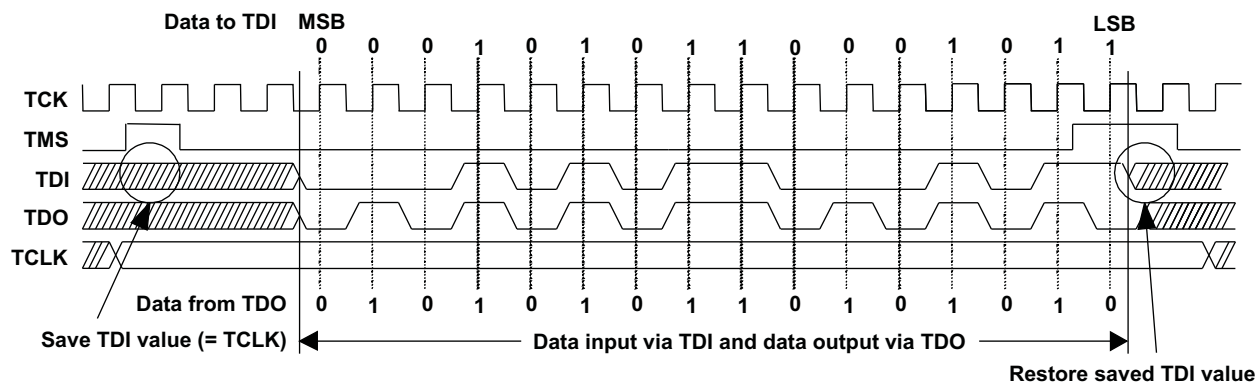 Data to TDI MSB LSB
0 0 0 1 0 1 0 1 1 0 0 0 1 0 1 1
TCK
TMS
TDI
TDO
TCLK
Data from TDO 0 1 0 1 0 1 0 1 1 0 1 0 1 0 1 0
Save TDI value (= TCLK) Data input via TDI and data output via TDO
Restore saved TDI value